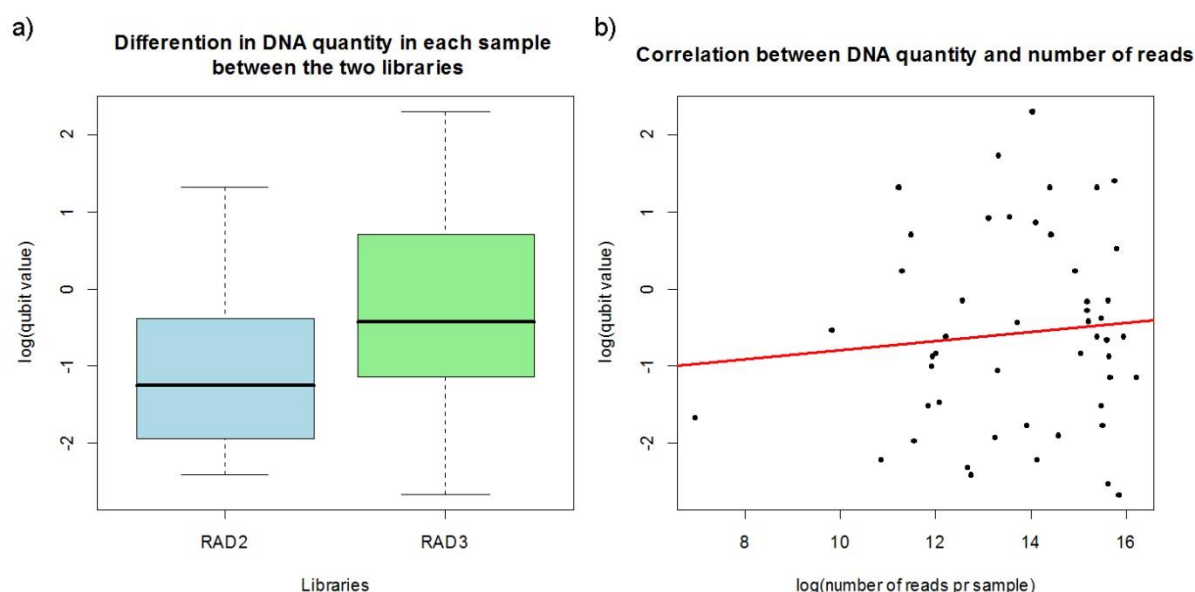 a)
Differention in DNA quantity in each sample
between the two libraries
log(qubit value)
2
1
0
-1
-2
RAD2
RAD3
Libraries
b)
Correlation between DNA quantity and number of reads
log(qubit value)
2
1
0
-1
-2
8
10
12
14
16
log(number of reads pr sample)